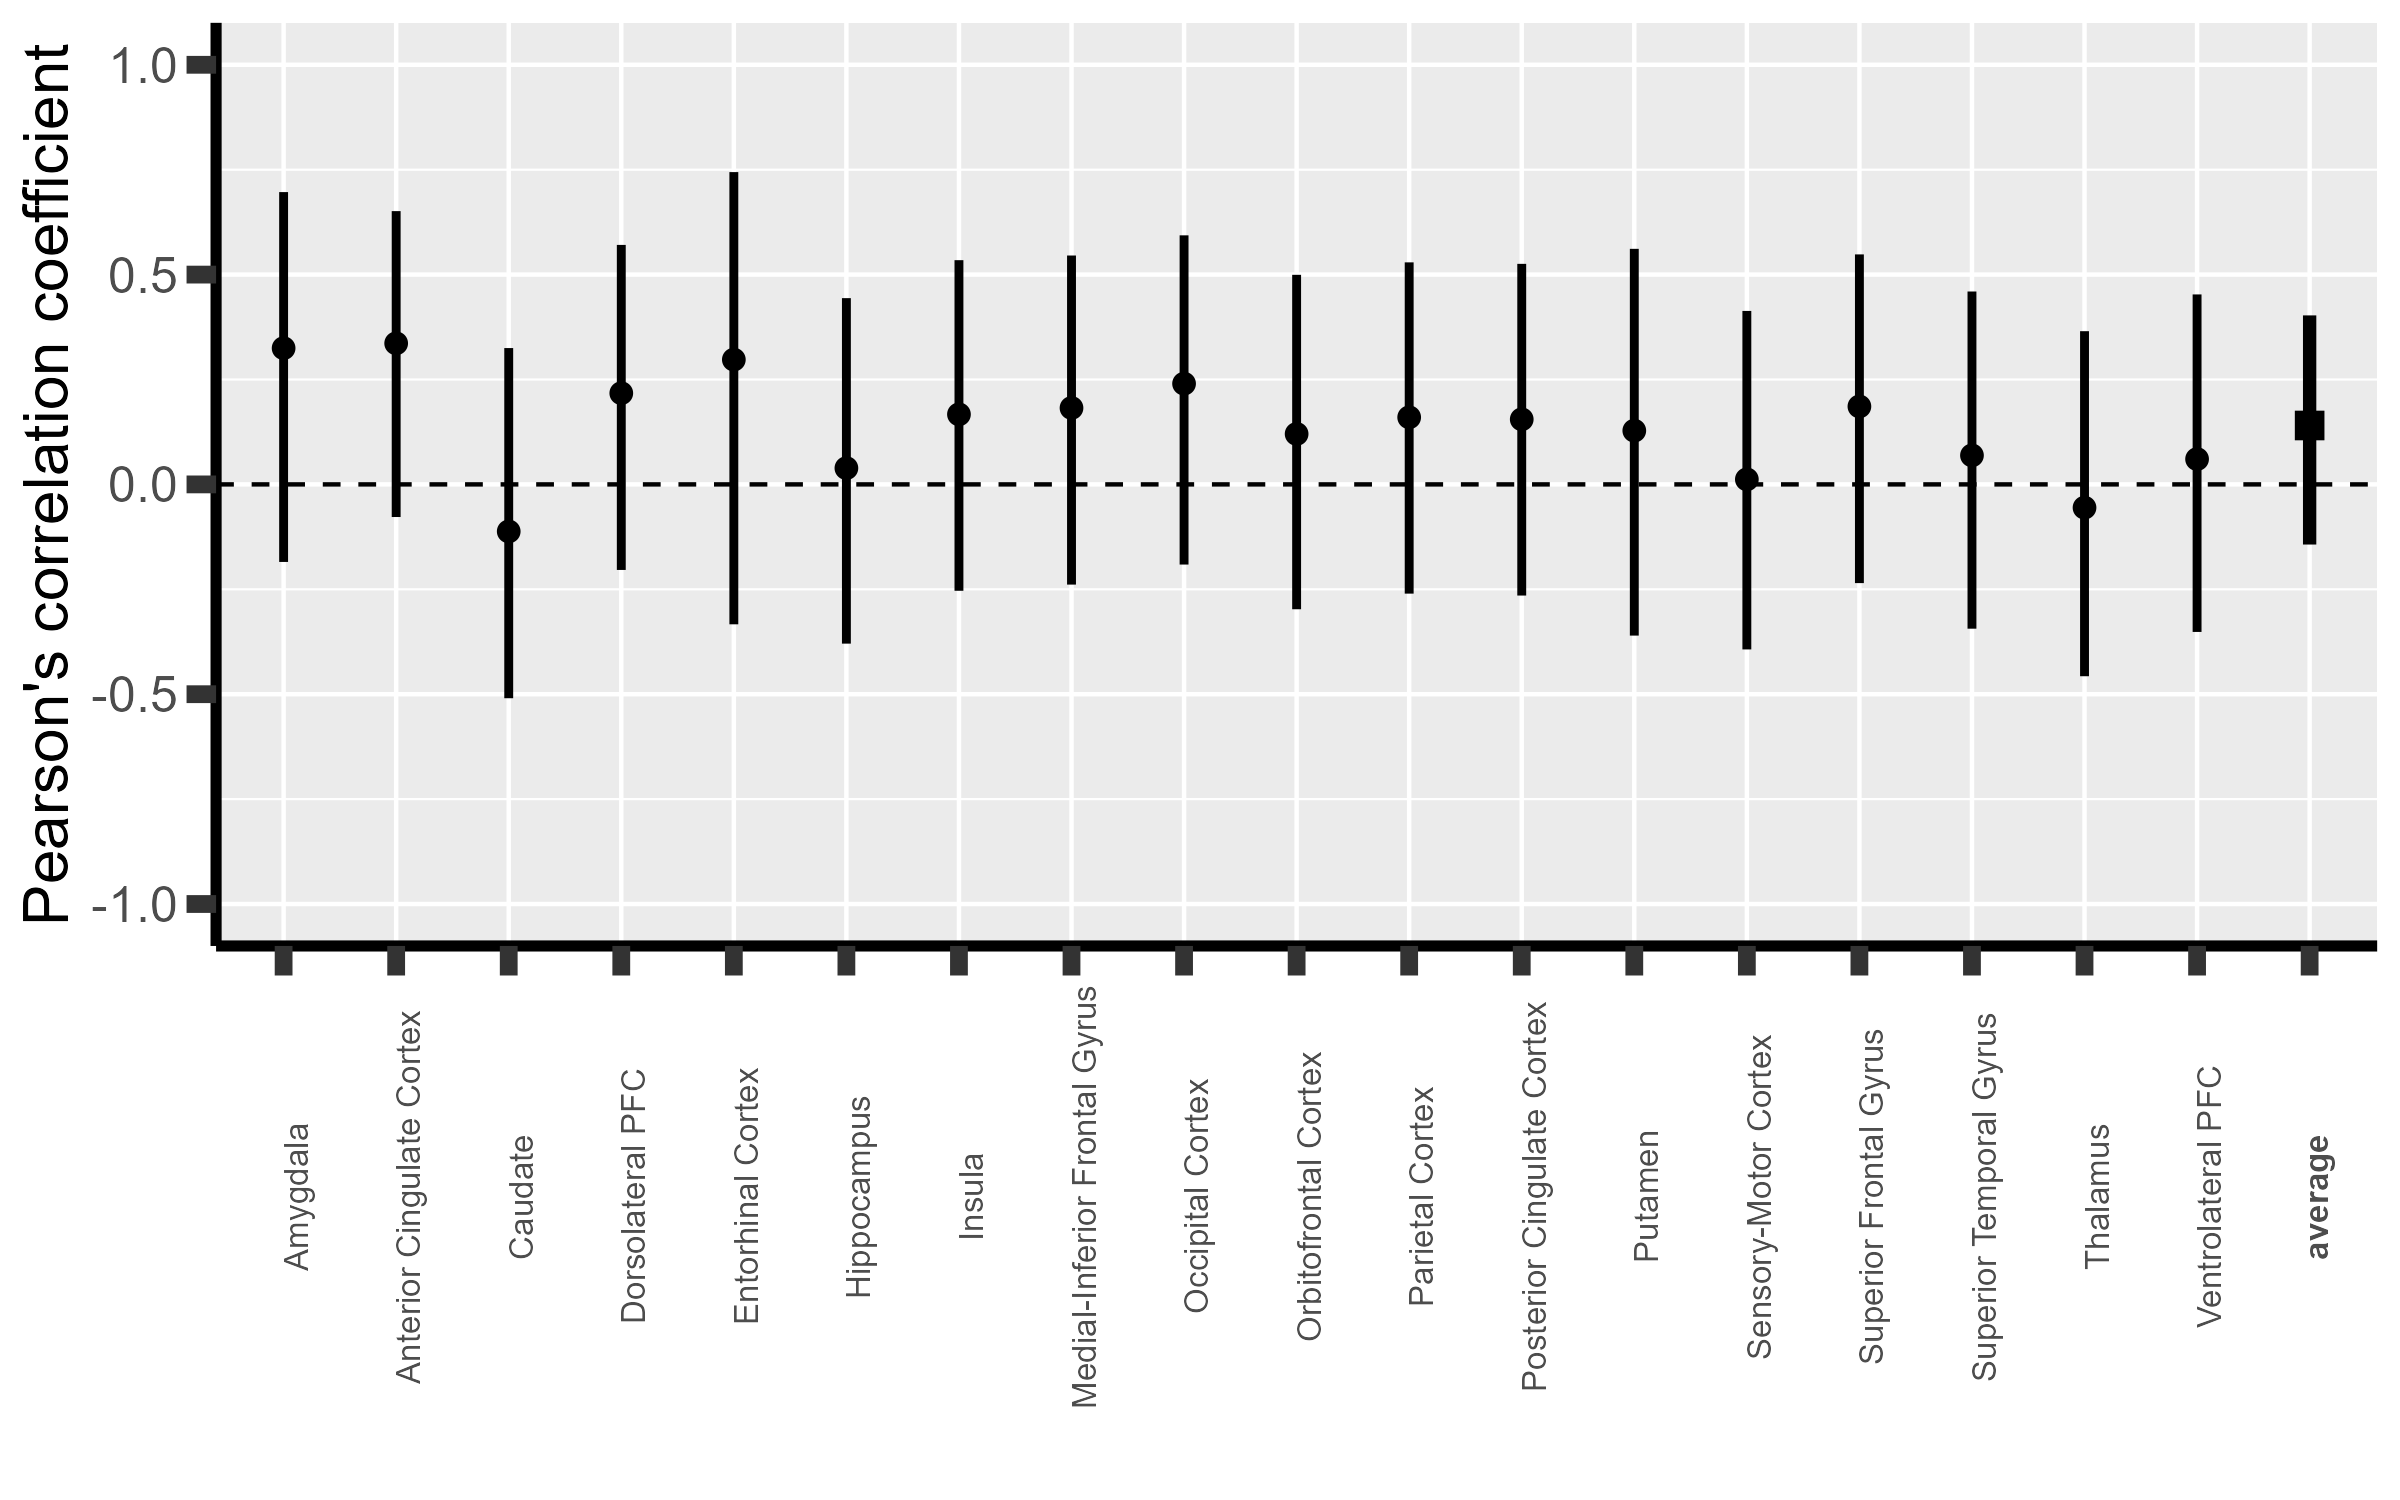 Pearson's correlation coefficient
1.0
0.5
0.0
-0.5
-1.0
Amygdala
Anterior Cingulate Cortex
Caudate
Dorsolateral PFC
Entorhinal Cortex
Hippocampus
Insula
Medial-Inferior Frontal Gyrus
Occipital Cortex
Orbitofrontal Cortex
Parietal Cortex
Posterior Cingulate Cortex
Putamen
Sensory-Motor Cortex
Superior Frontal Gyrus
Superior Temporal Gyrus
Thalamus
Ventrolateral PFC
average